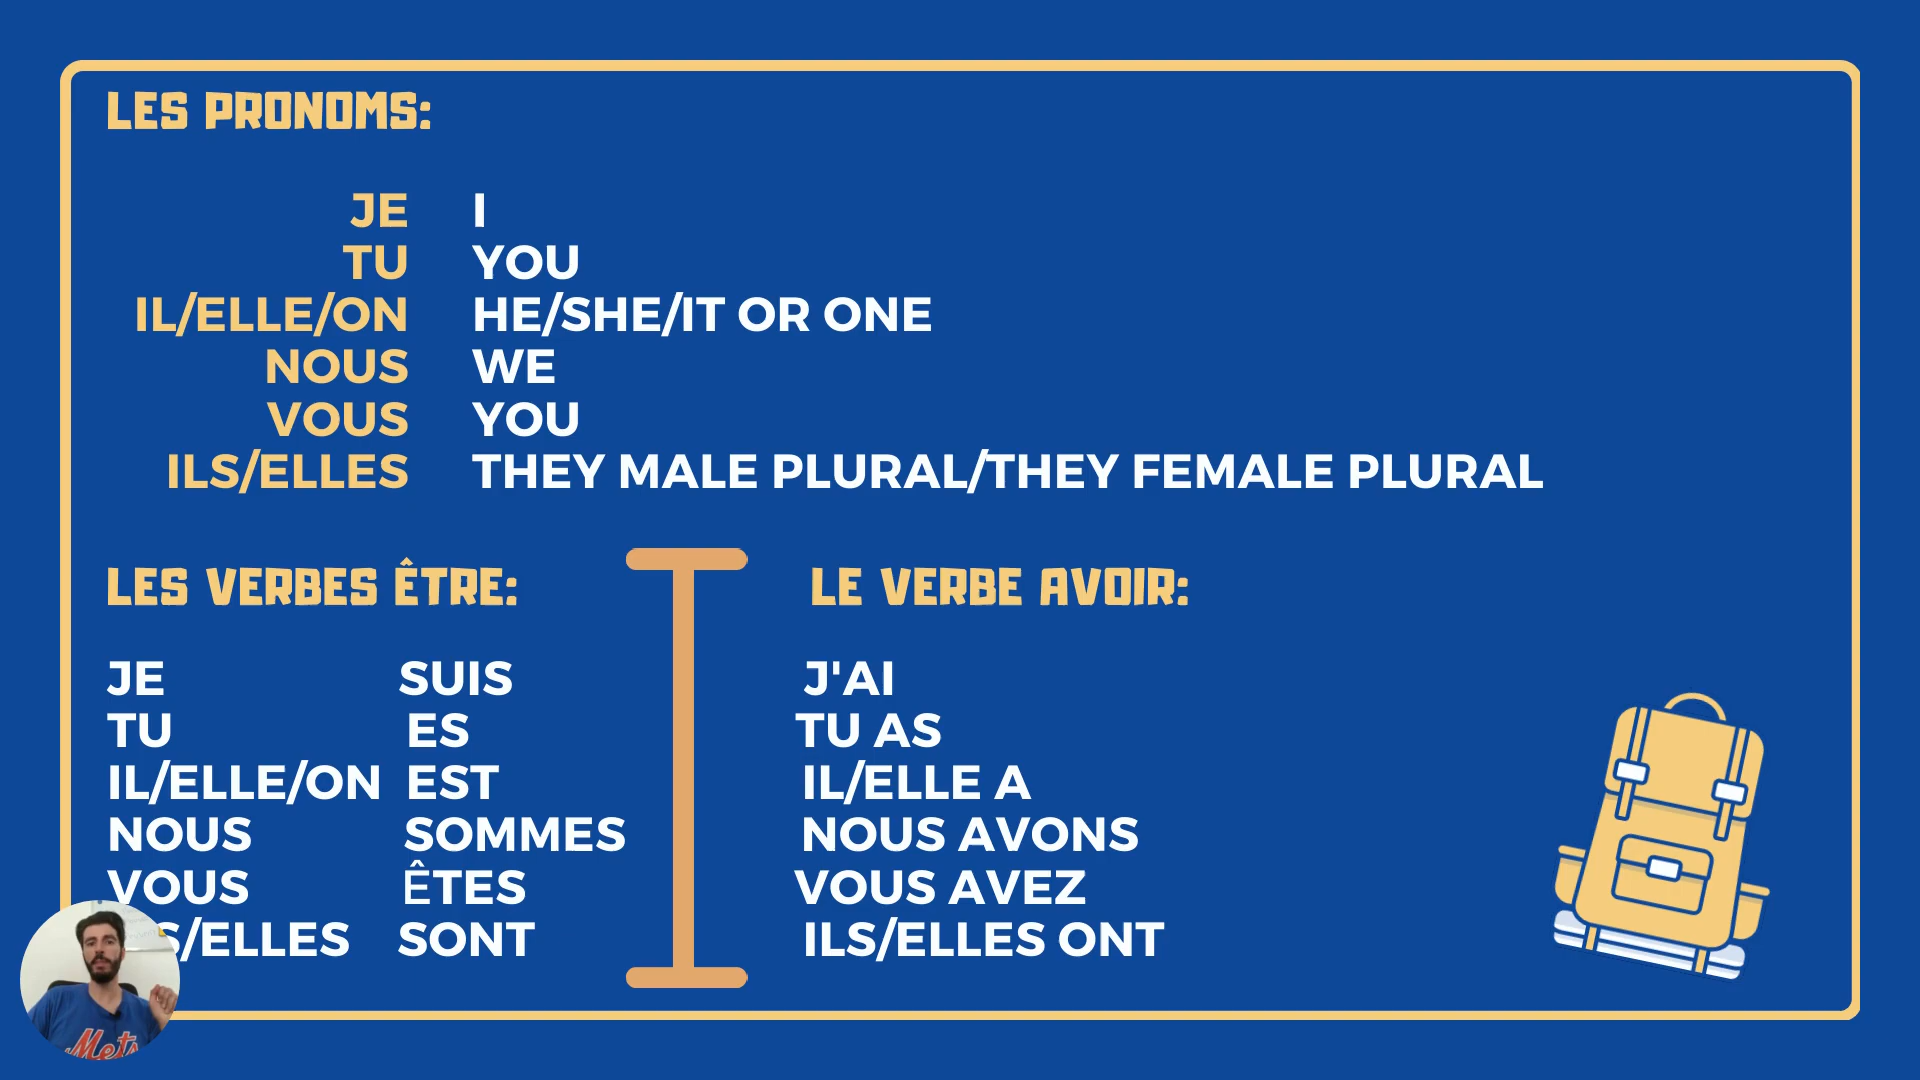 LES PRONOMS:
JE I
TU YOU
IL/ELLE/ON HE/SHE/IT OR ONE
NOUS WE
VOUS YOU
ILS/ELLES THEY MALE PLURAL/THEY FEMALE PLURAL
LES VERBES ÊTRE:
JE SUIS
TU ES
IL/ELLE/ON EST
NOUS SOMMES
VOUS ÊTES
S/ELLES SONT
LE VERBE AVOIR:
J'AI
TU AS
IL/ELLE A
NOUS AVONS
VOUS AVEZ
ILS/ELLES ONT
Mets